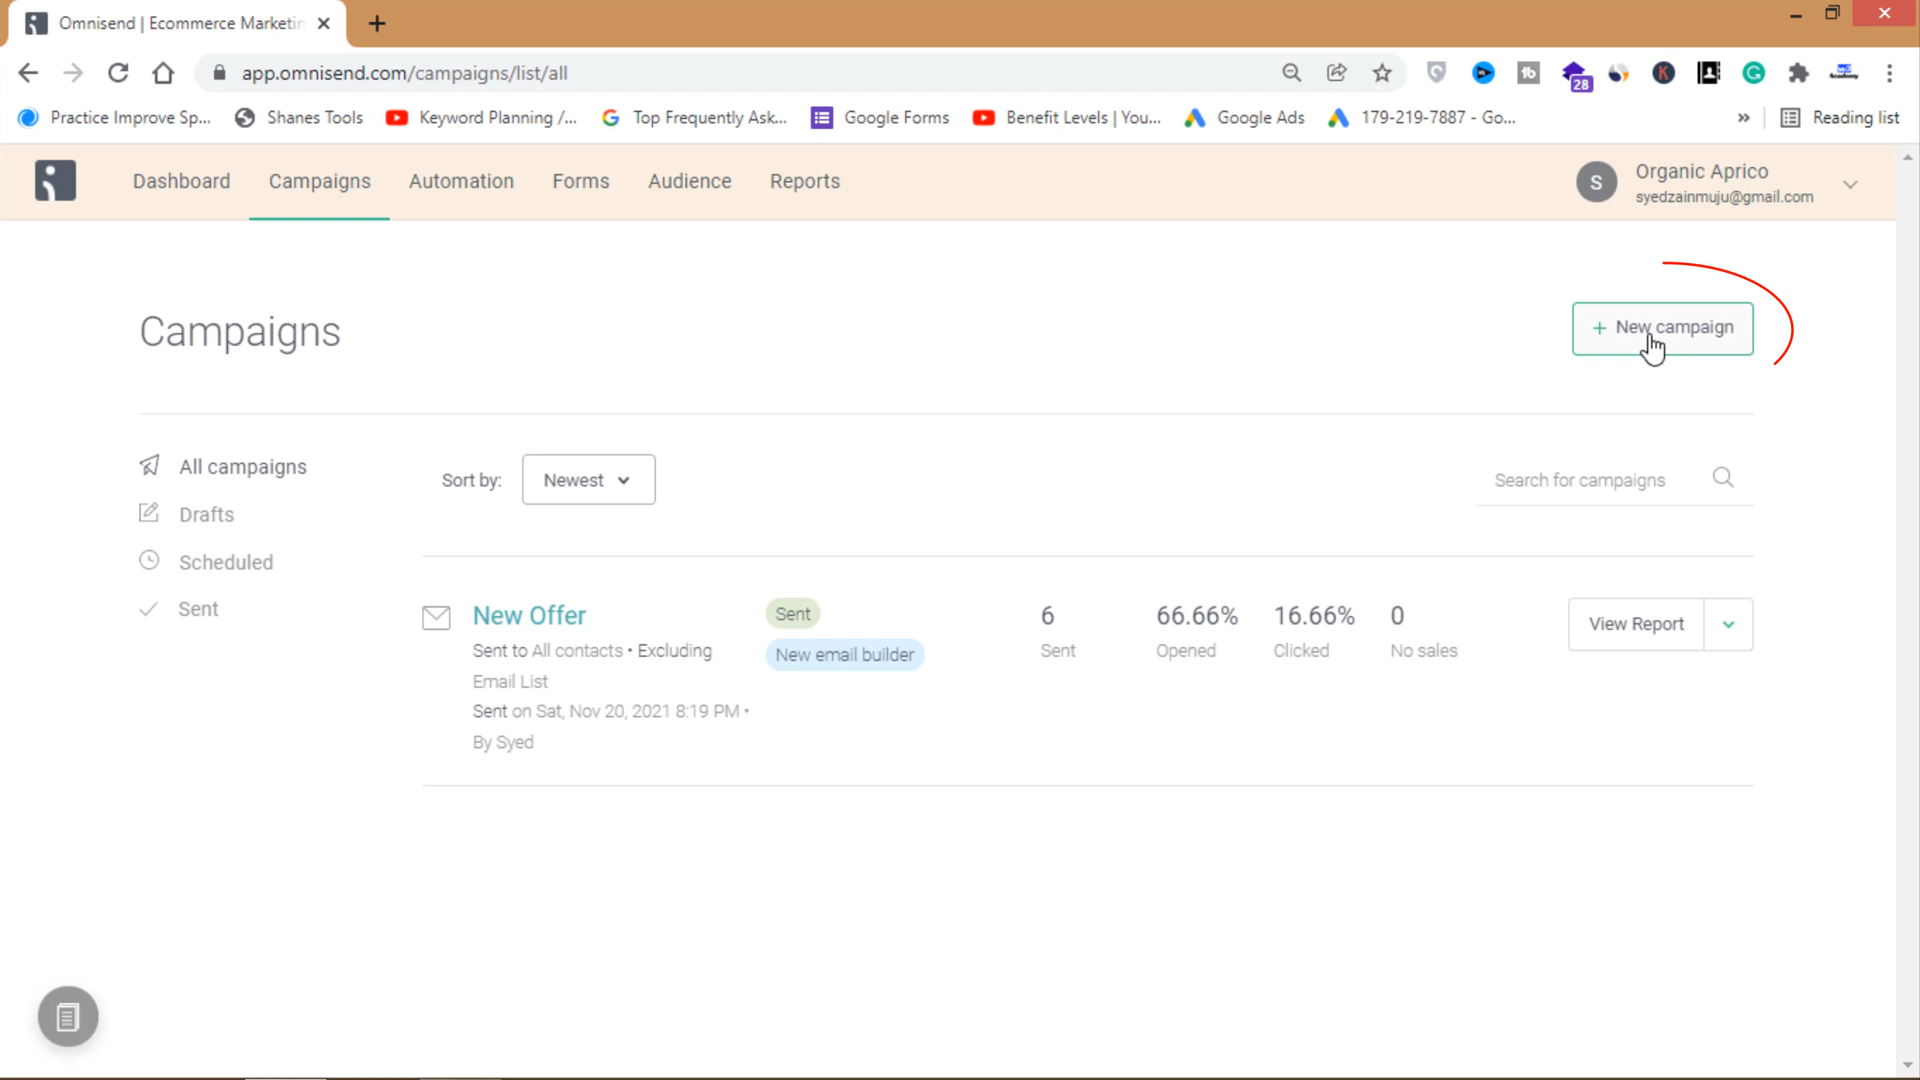 Omnisend | Ecommerce Marketin
app.omnisend.com/campaigns/list/all
28
Practice Improve Sp...
Shanes Tools
Keyword Planning /...
Top Frequently Ask...
Google Forms
Benefit Levels | You...
Google Ads
179-219-7887 - Go...
Reading list
Dashboard
Campaigns
Automation
Forms
Audience
Reports
S
Organic Aprico
syedzainmuju@gmail.com
Campaigns
+ New campaign
All campaigns
Drafts
Scheduled
Sent
Sort by:
Newest
Search for campaigns
New Offer
Sent to All contacts • Excluding
Email List
Sent on Sat, Nov 20, 2021 8:19 PM •
By Syed
Sent
New email builder
6
Sent
66.66%
Opened
16.66%
Clicked
0
No sales
View Report